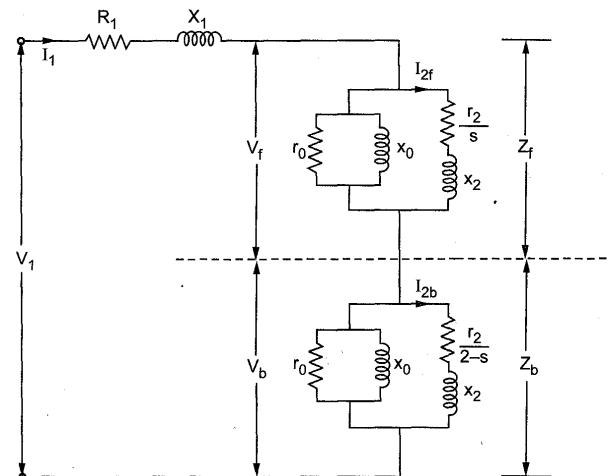 R1 X1
I1
I2f
r2/s
Vf r0 x0 Zf
x2
V1
I2b
r2/2–s
Vb r0 x0 Zb
x2